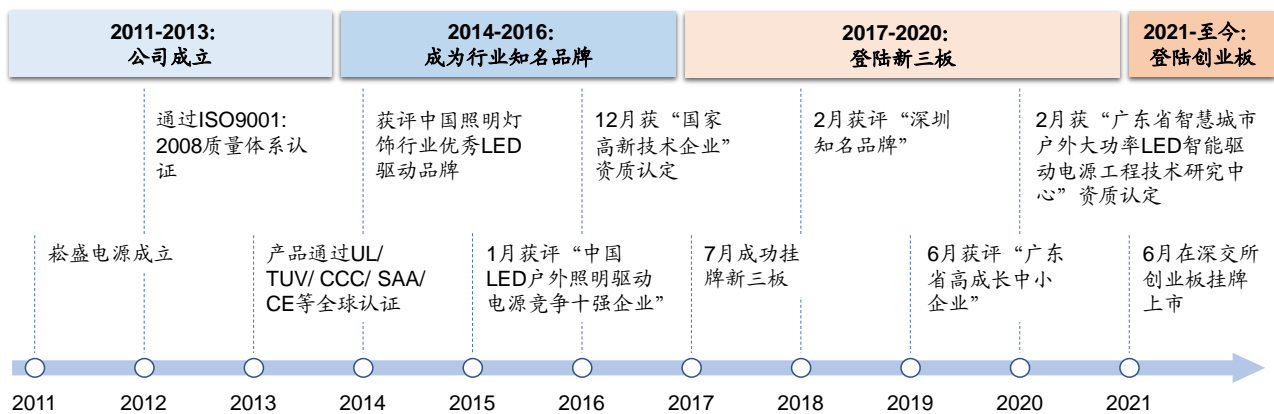 2011-2013:
公司成立
2014-2016:
成为行业知名品牌
2017-2020:
登陆新三板
2021-至今:
登陆创业板
通过ISO9001:
2008质量体系认
证
获评中国照明灯
饰行业优秀LED
驱动品牌
12月获“国家
高新技术企业”
资质认定
2月获评“深圳
知名品牌”
2月获“广东省智慧城市
户外大功率LED智能驱
动电源工程技术研究中
心”资质认定
崧盛电源成立
产品通过UL/
TUV/ CCC/ SAA/
CE等全球认证
1月获评“中国
LED户外照明驱动
电源竞争十强企业”
7月成功挂
牌新三板
6月获评“广东
省高成长中小
企业”
6月在深交所
创业板挂牌
上市
2011
2012
2013
2014
2015
2016
2017
2018
2019
2020
2021